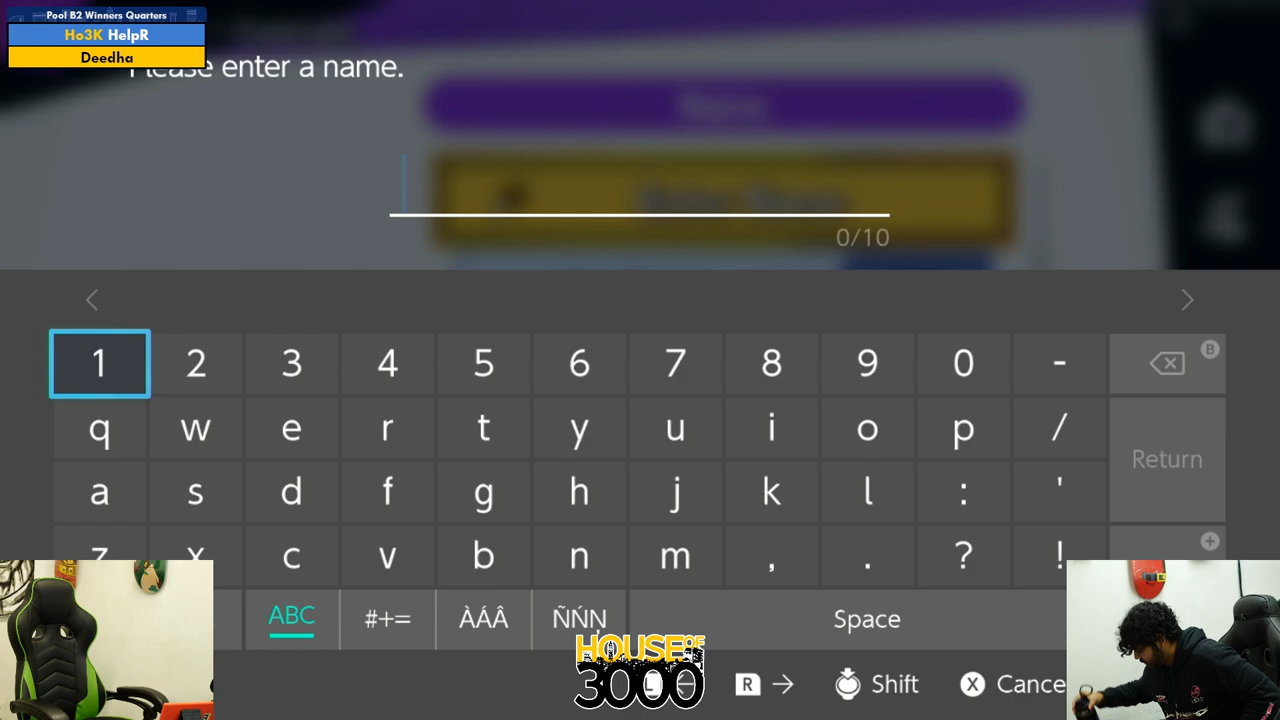 Pool B2 Winners Quarters
Ho3K HelpR
Deedha
Please enter a name.
0/10
1 2 3 4 5 6 7 8 9 0 -
q w e r t y u i o p /
Return
a s d f g h j k l : '
z x c v b n m , . ? !
ABC #+= ÀÁÂ ÑŃŅ Space
HOUSE OF
3000
R → Shift X Cance